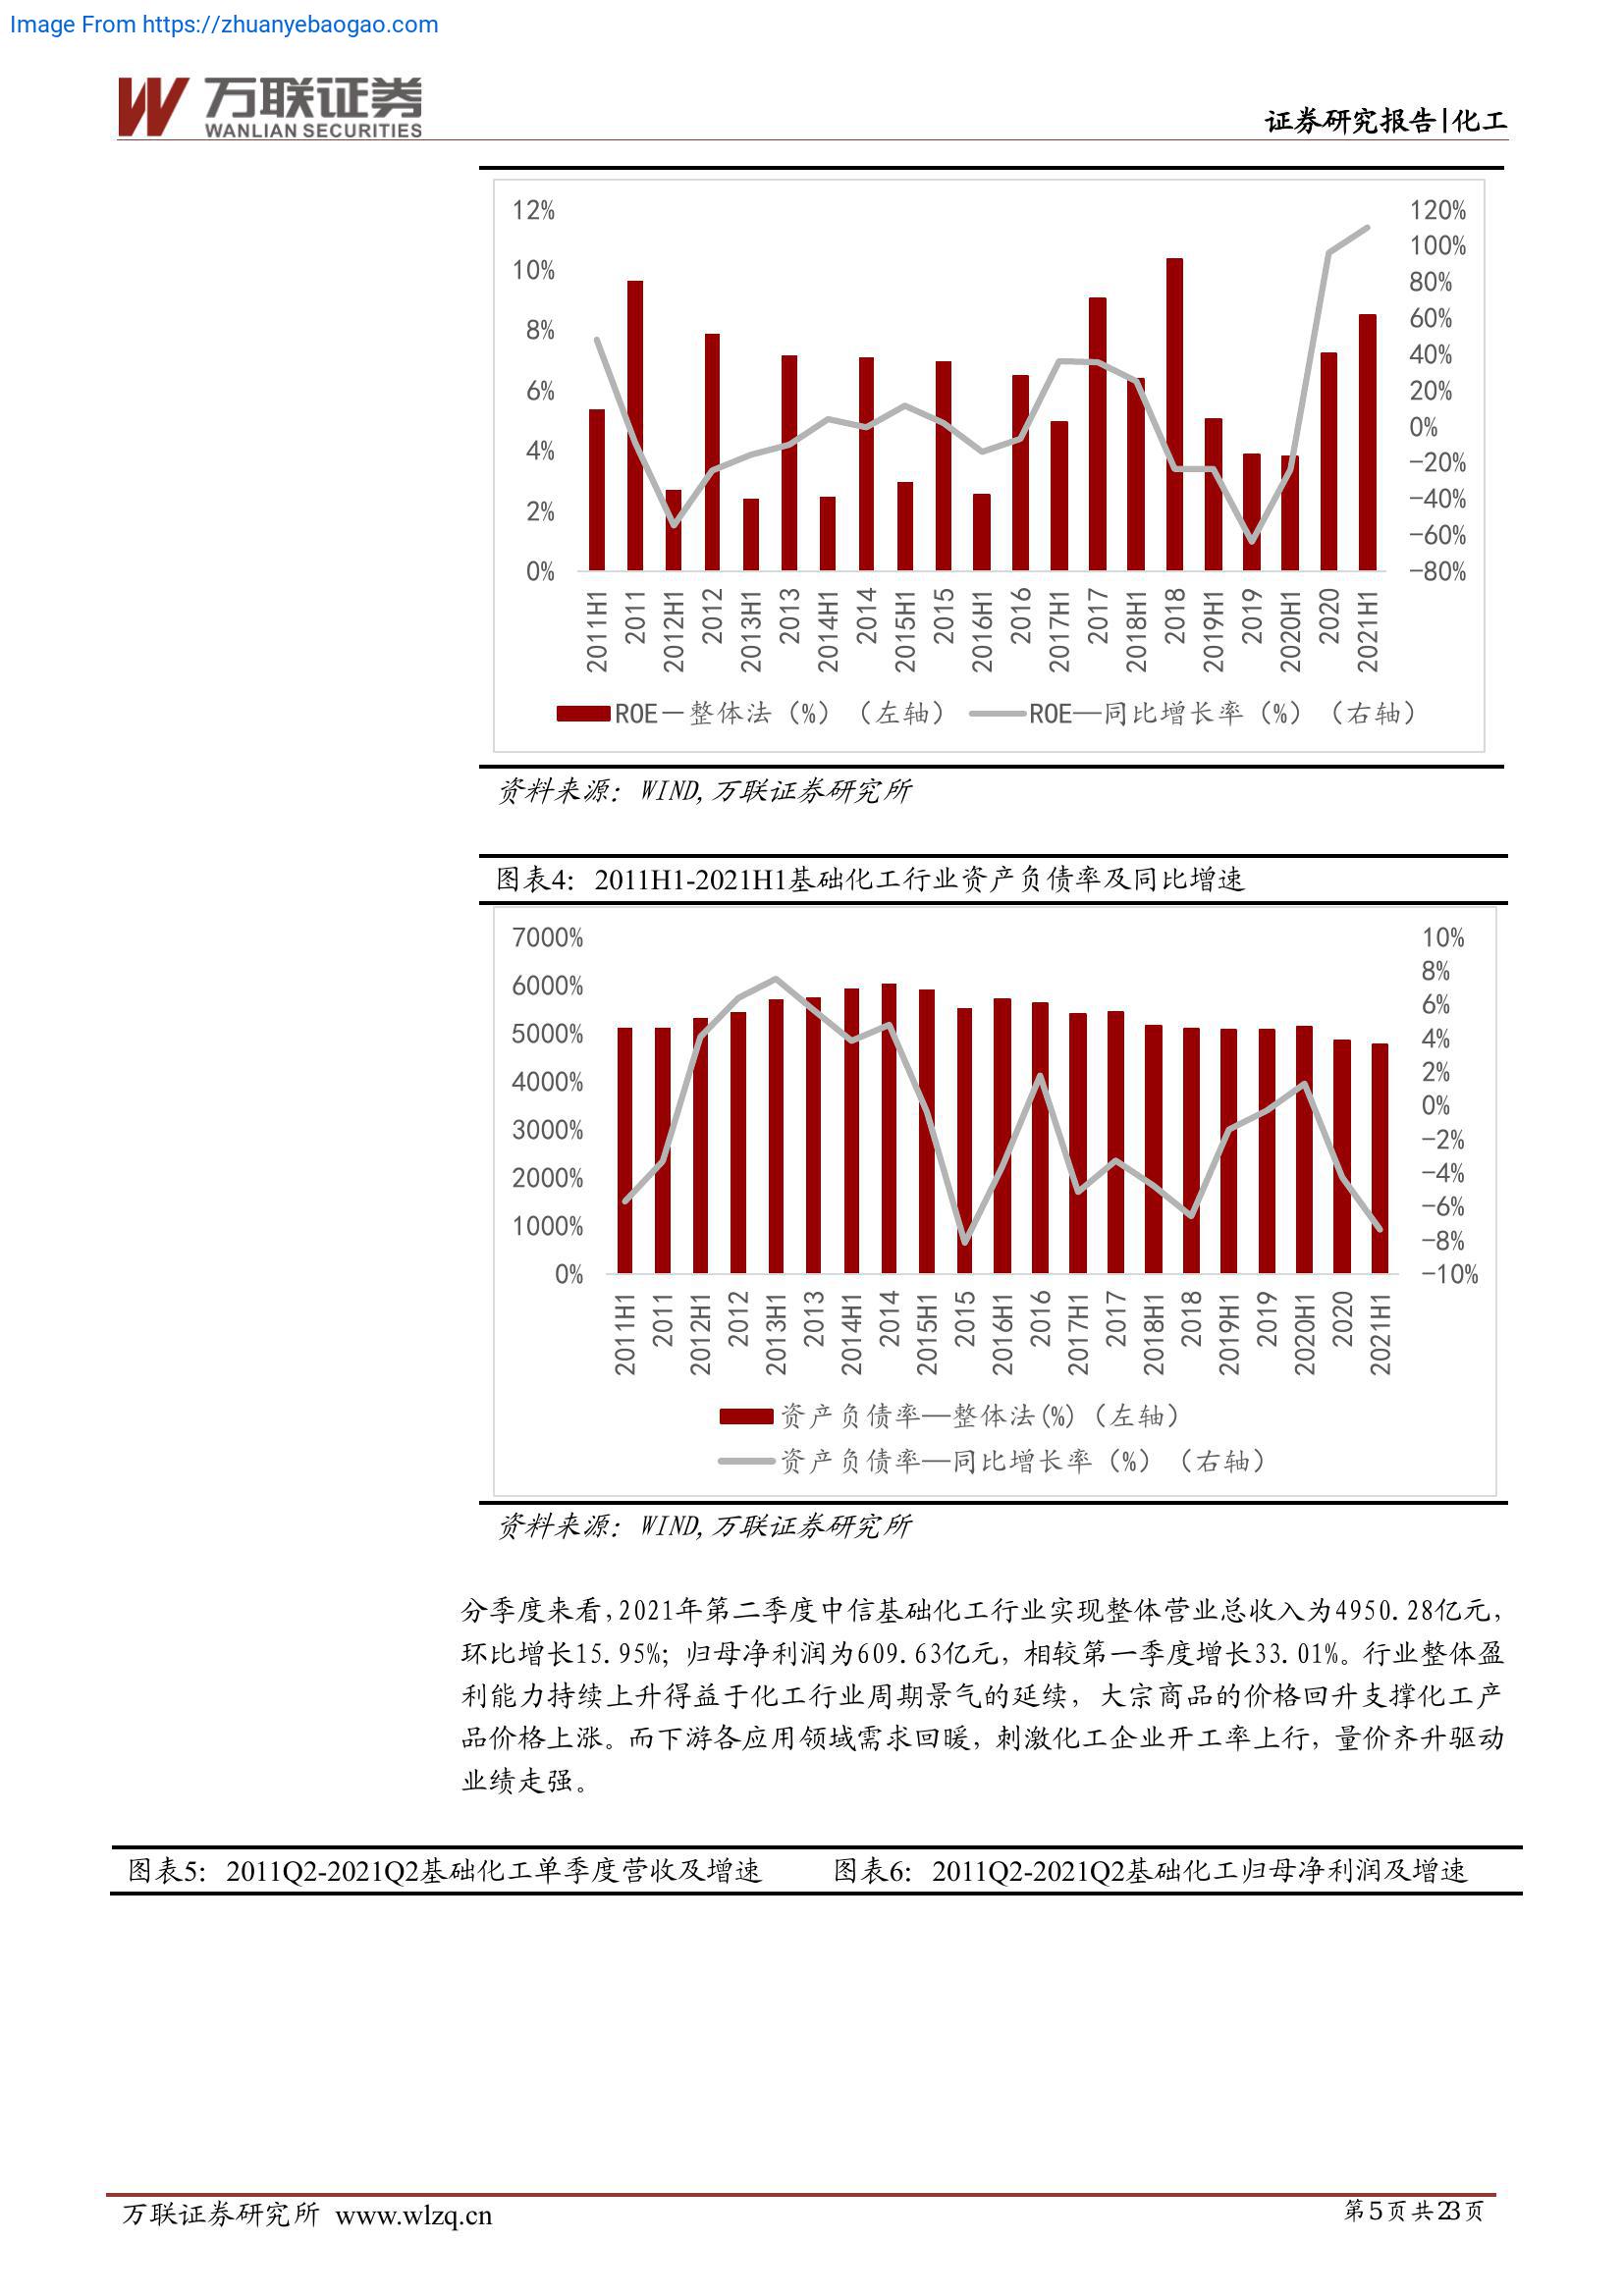 Image From https://zhuanyebaogao.com
万联证券
WANLIAN SECURITIES
证券研究报告|化工
12%
10%
8%
6%
4%
2%
0%
120%
100%
80%
60%
40%
20%
0%
-20%
-40%
-60%
-80%
2011H1
2011
2012H1
2012
2013H1
2013
2014H1
2014
2015H1
2015
2016H1
2016
2017H1
2017
2018H1
2018
2019H1
2019
2020H1
2020
2021H1
ROE—整体法（%）（左轴） ROE—同比增长率（%）（右轴）
资料来源：WIND,万联证券研究所
图表4：2011H1-2021H1基础化工行业资产负债率及同比增速
7000%
6000%
5000%
4000%
3000%
2000%
1000%
0%
10%
8%
6%
4%
2%
0%
-2%
-4%
-6%
-8%
-10%
2011H1
2011
2012H1
2012
2013H1
2013
2014H1
2014
2015H1
2015
2016H1
2016
2017H1
2017
2018H1
2018
2019H1
2019
2020H1
2020
2021H1
资产负债率—整体法(%)（左轴）
资产负债率—同比增长率（%）（右轴）
资料来源：WIND,万联证券研究所
分季度来看,2021年第二季度中信基础化工行业实现整体营业总收入为4950.28亿元，
环比增长15.95%；归母净利润为609.63亿元，相较第一季度增长33.01%。行业整体盈
利能力持续上升得益于化工行业周期景气的延续，大宗商品的价格回升支撑化工产
品价格上涨。而下游各应用领域需求回暖，刺激化工企业开工率上行，量价齐升驱动
业绩走强。
图表5：2011Q2-2021Q2基础化工单季度营收及增速
图表6：2011Q2-2021Q2基础化工归母净利润及增速
万联证券研究所 www.wlzq.cn
第5页共23页